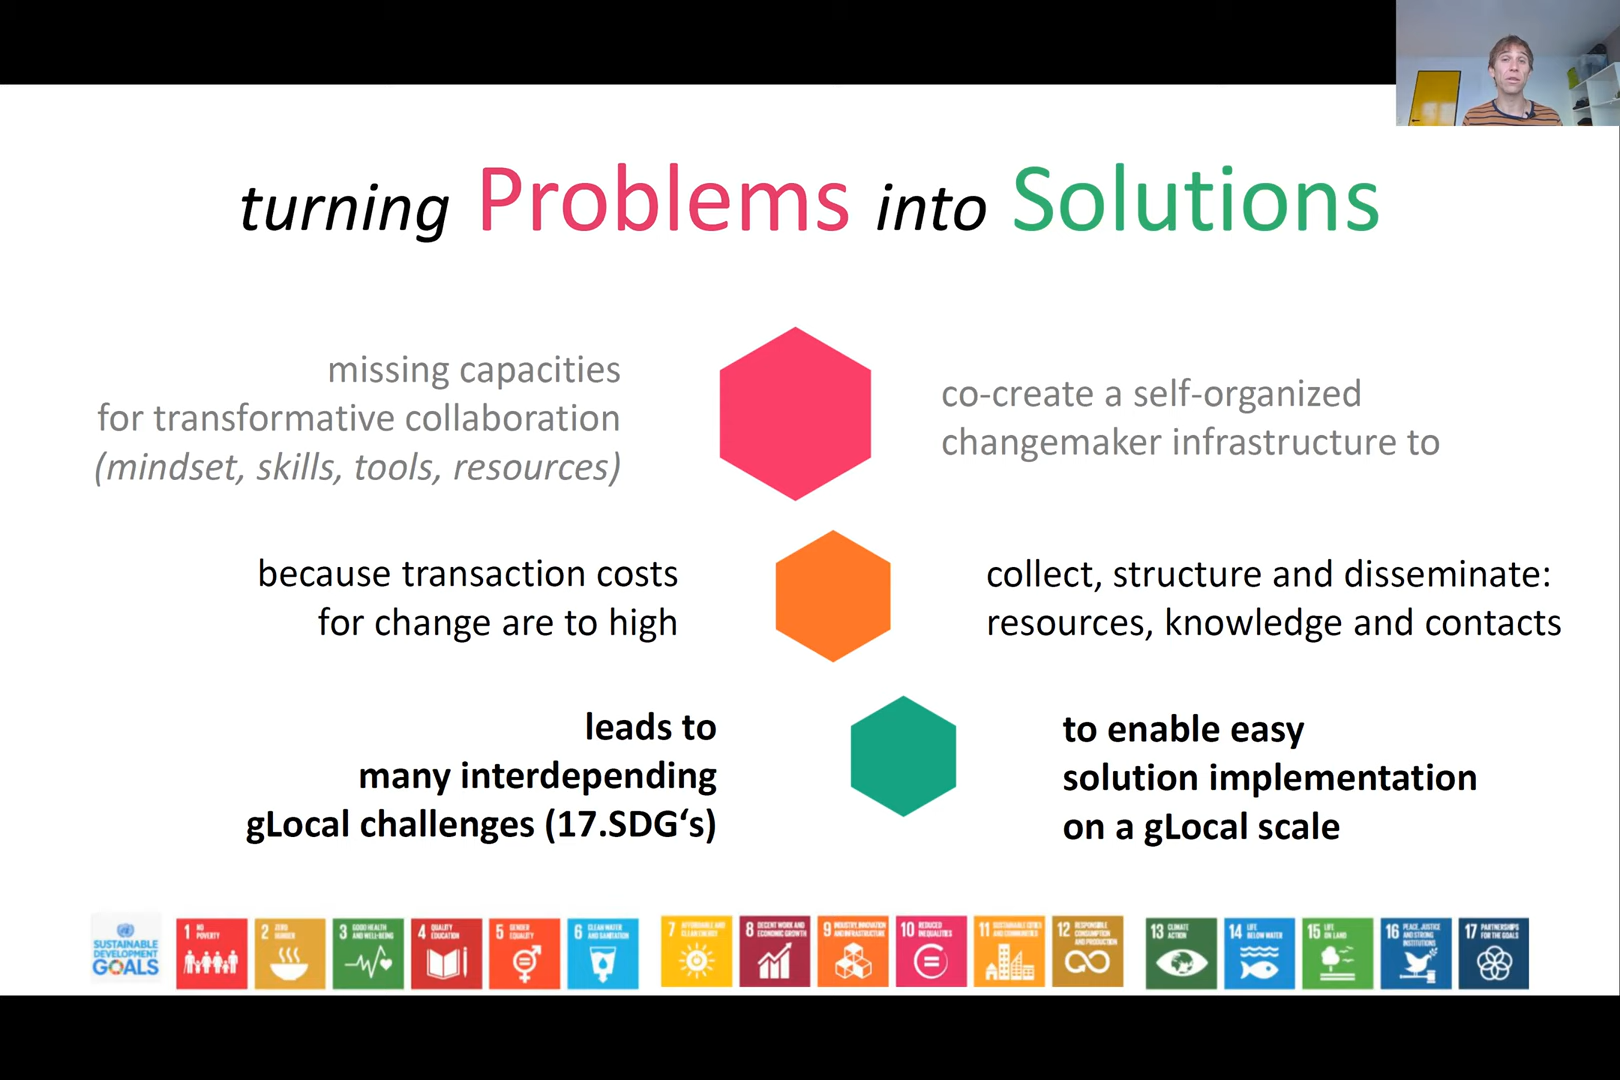 turning Problems into Solutions
missing capacities
for transformative collaboration
(mindset, skills, tools, resources)
co-create a self-organized
changemaker infrastructure to
because transaction costs
for change are to high
collect, structure and disseminate:
resources, knowledge and contacts
leads to
many interdepending
gLocal challenges (17.SDG‘s)
to enable easy
solution implementation
on a gLocal scale
SUSTAINABLE
DEVELOPMENT
GOALS
1 NO
POVERTY
2 ZERO
HUNGER
3 GOOD HEALTH
AND WELL-BEING
4 QUALITY
EDUCATION
5 GENDER
EQUALITY
6 CLEAN WATER
AND SANITATION
7 AFFORDABLE AND
CLEAN ENERGY
8 DECENT WORK AND
ECONOMIC GROWTH
9 INDUSTRY, INNOVATION
AND INFRASTRUCTURE
10 REDUCED
INEQUALITIES
11 SUSTAINABLE CITIES
AND COMMUNITIES
12 RESPONSIBLE
CONSUMPTION
AND PRODUCTION
13 CLIMATE
ACTION
14 LIFE
BELOW WATER
15 LIFE
ON LAND
16 PEACE, JUSTICE
AND STRONG
INSTITUTIONS
17 PARTNERSHIPS
FOR THE GOALS